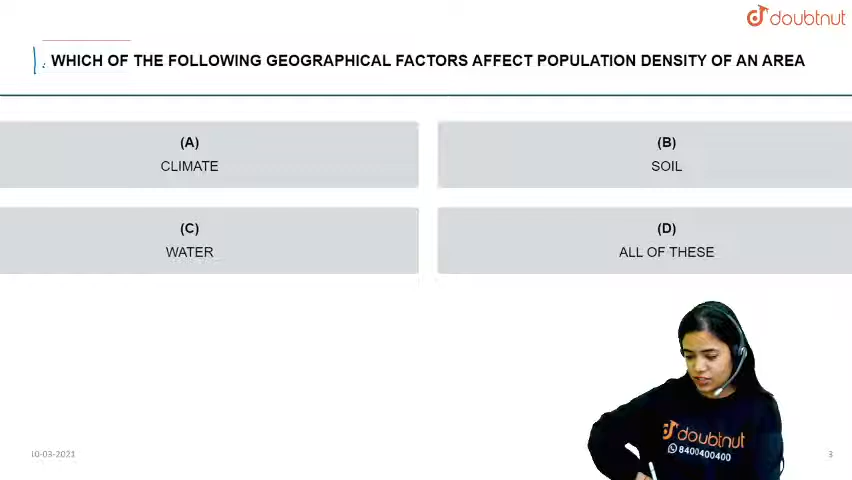 doubtnut
1. WHICH OF THE FOLLOWING GEOGRAPHICAL FACTORS AFFECT POPULATION DENSITY OF AN AREA
(A)
CLIMATE
(B)
SOIL
(C)
WATER
(D)
ALL OF THESE
doubtnut
8400400400
10-03-2021
3